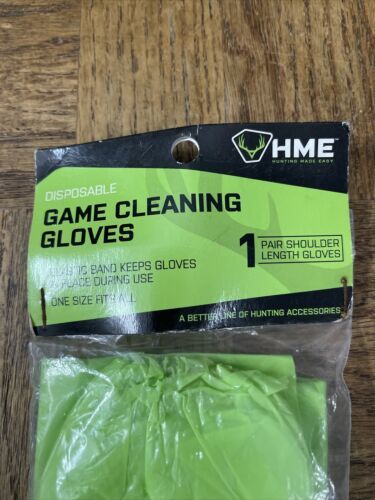 HME™
HUNTING MADE EASY
DISPOSABLE
GAME CLEANING
GLOVES
1 PAIR SHOULDER
LENGTH GLOVES
BAND KEEPS GLOVES
PLACE DURING USE
ONE SIZE FITS ALL
A BETTER LINE OF HUNTING ACCESSORIES